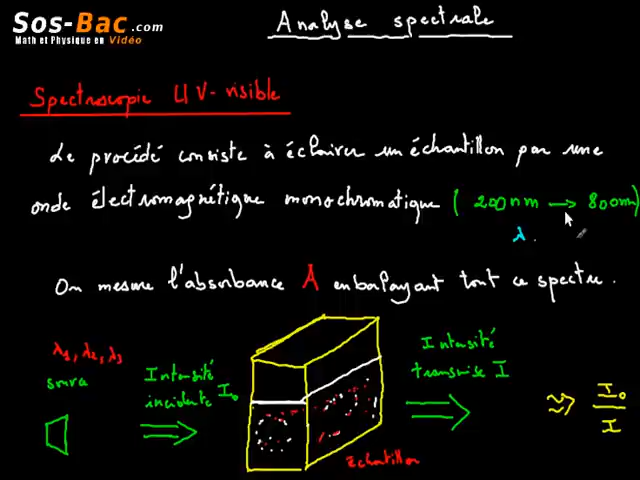 Sos-Bac.com
Math et Physique en Vidéo
Analyse spectrale
Spectroscopie UV-visible
Le procédé consiste à éclairer un échantillon par une
onde électromagnétique monochromatique (200nm → 800nm)
λ.
On mesure l'absorbance A en balayant tout ce spectre.
λ1, λ2, λ3
source
Intensité
incidente I0
Intensité
transmise I
I0
I
échantillon